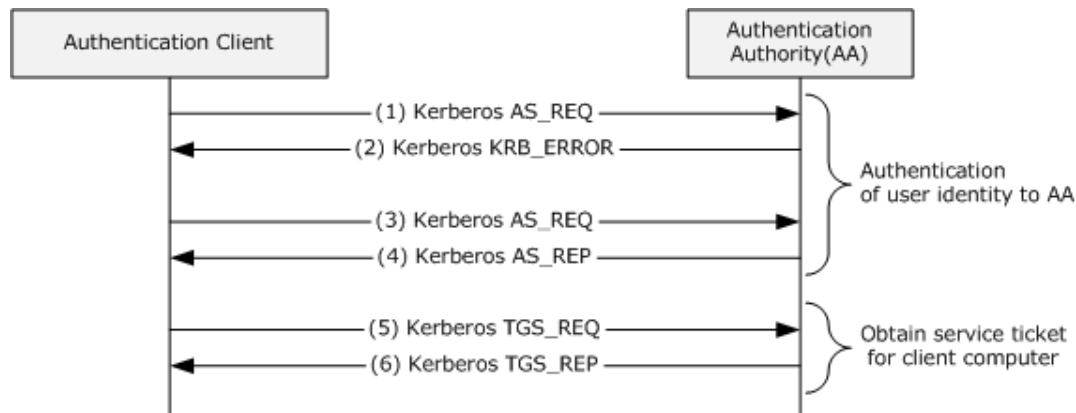 Authentication Client
Authentication
Authority(AA)
(1) Kerberos AS_REQ
(2) Kerberos KRB_ERROR
Authentication
of user identity to AA
(3) Kerberos AS_REQ
(4) Kerberos AS_REP
(5) Kerberos TGS_REQ
(6) Kerberos TGS_REP
Obtain service ticket
for client computer